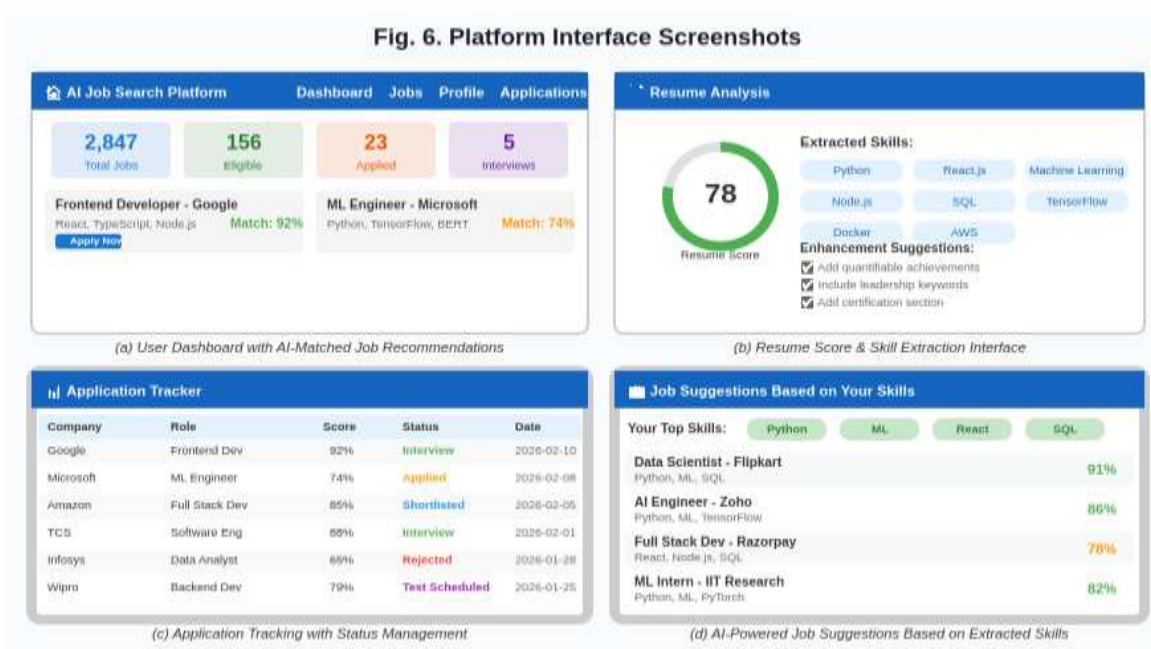 Fig. 6. Platform Interface Screenshots
AI Job Search Platform Dashboard Jobs Profile Applications
2,847 156 23 5
Total Jobs Eligible Applied Interviews
Frontend Developer - Google
React, TypeScript, Node.js Match: 92%
Apply Now
ML Engineer - Microsoft
Python, TensorFlow, BERT Match: 74%
(a) User Dashboard with AI-Matched Job Recommendations
Resume Analysis
78
Resume Score
Extracted Skills:
Python React.js Machine Learning
Node.js SQL TensorFlow
Docker AWS
Enhancement Suggestions:
Add quantifiable achievements
Include leadership keywords
Add certification section
(b) Resume Score & Skill Extraction Interface
Application Tracker
Company Role Score Status Date
Google Frontend Dev 92% Interview 2026-02-10
Microsoft ML Engineer 74% Applied 2026-02-08
Amazon Full Stack Dev 85% Shortlisted 2026-02-05
TCS Software Eng 88% Interview 2026-02-01
Infosys Data Analyst 65% Rejected 2026-01-28
Wipro Backend Dev 79% Test Scheduled 2026-01-25
(c) Application Tracking with Status Management
Job Suggestions Based on Your Skills
Your Top Skills: Python ML React SQL
Data Scientist - Flipkart 91%
Python, ML, SQL
AI Engineer - Zoho 86%
Python, ML, TensorFlow
Full Stack Dev - Razorpay 78%
React, Node.js, SQL
ML Intern - IIT Research 82%
Python, ML, PyTorch
(d) AI-Powered Job Suggestions Based on Extracted Skills